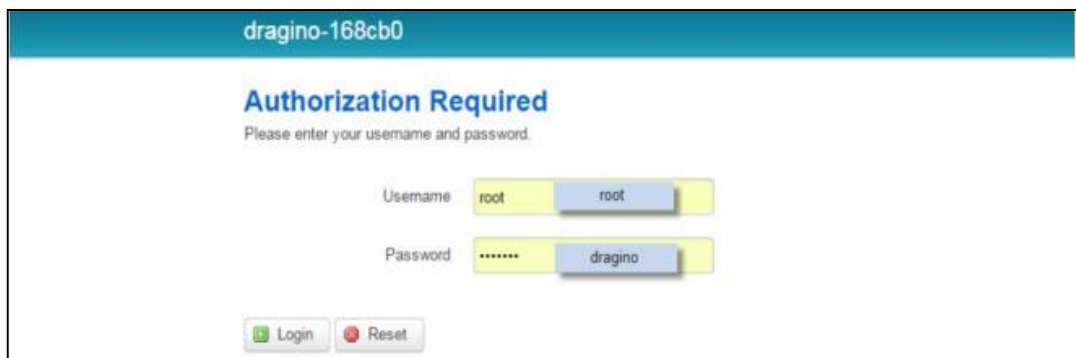 dragino-168cb0
Authorization Required
Please enter your username and password.
Username root root
Password ••••••• dragino
Login Reset